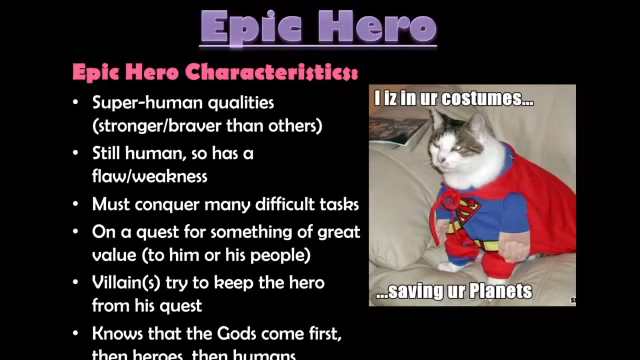 Epic Hero
Epic Hero Characteristics:
• Super-human qualities
(stronger/braver than others)
• Still human, so has a
flaw/weakness
• Must conquer many difficult tasks
• On a quest for something of great
value (to him or his people)
• Villain(s) try to keep the hero
from his quest
• Knows that the Gods come first,
then heroes, then humans
I iz in ur costumes...
...saving ur Planets